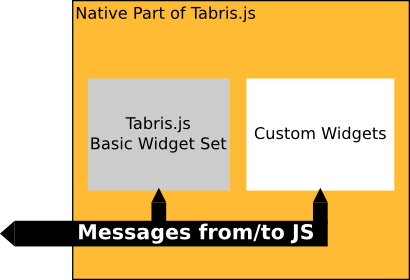 Native Part of Tabris.js
Tabris.js
Basic Widget Set
Custom Widgets
Messages from/to JS